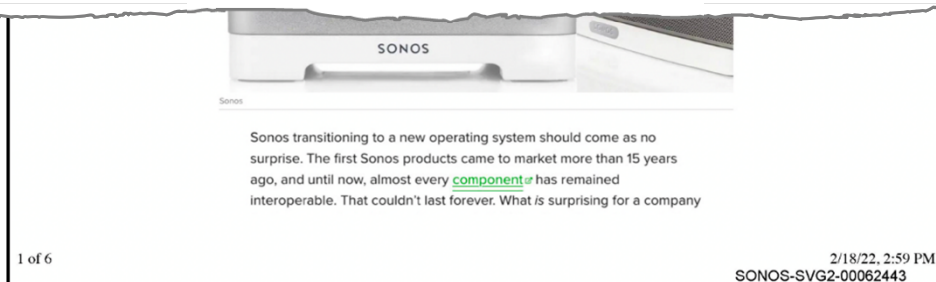 SONOS
Sonos
Sonos transitioning to a new operating system should come as no
surprise. The first Sonos products came to market more than 15 years
ago, and until now, almost every component has remained
interoperable. That couldn't last forever. What is surprising for a company
1 of 6
2/18/22, 2:59 PM
SONOS-SVG2-00062443